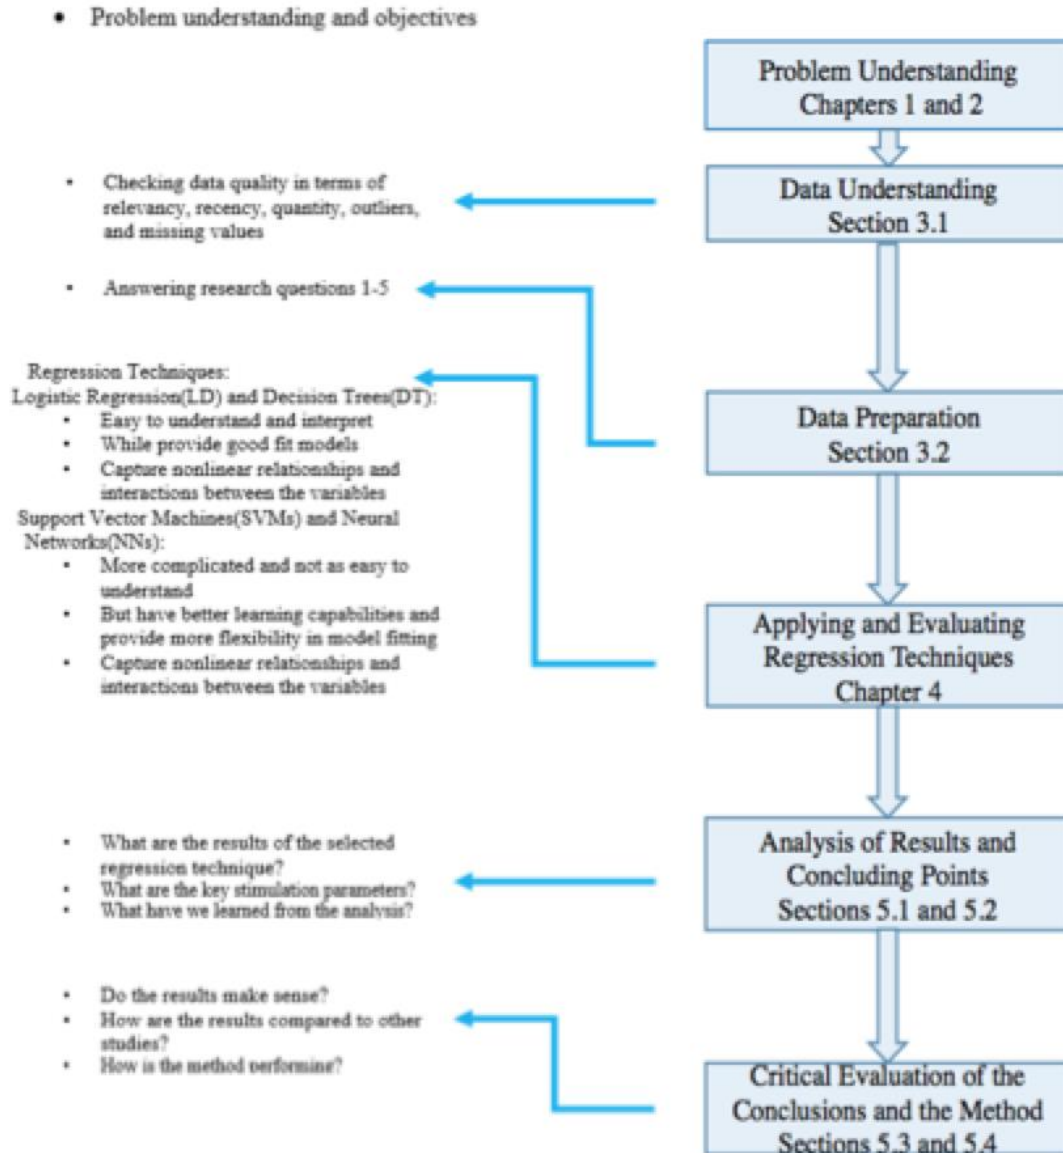 • Problem understanding and objectives
Problem Understanding
Chapters 1 and 2
• Checking data quality in terms of
relevancy, recency, quantity, outliers,
and missing values
Data Understanding
Section 3.1
• Answering research questions 1-5
Data Preparation
Section 3.2
Regression Techniques:
Logistic Regression(LD) and Decision Trees(DT):
• Easy to understand and interpret
• While provide good fit models
• Capture nonlinear relationships and
interactions between the variables
Support Vector Machines(SVMs) and Neural
Networks(NNs):
• More complicated and not as easy to
understand
• But have better learning capabilities and
provide more flexibility in model fitting
• Capture nonlinear relationships and
interactions between the variables
Applying and Evaluating
Regression Techniques
Chapter 4
• What are the results of the selected
regression technique?
• What are the key stimulation parameters?
• What have we learned from the analysis?
Analysis of Results and
Concluding Points
Sections 5.1 and 5.2
• Do the results make sense?
• How are the results compared to other
studies?
• How is the method performing?
Critical Evaluation of the
Conclusions and the Method
Sections 5.3 and 5.4